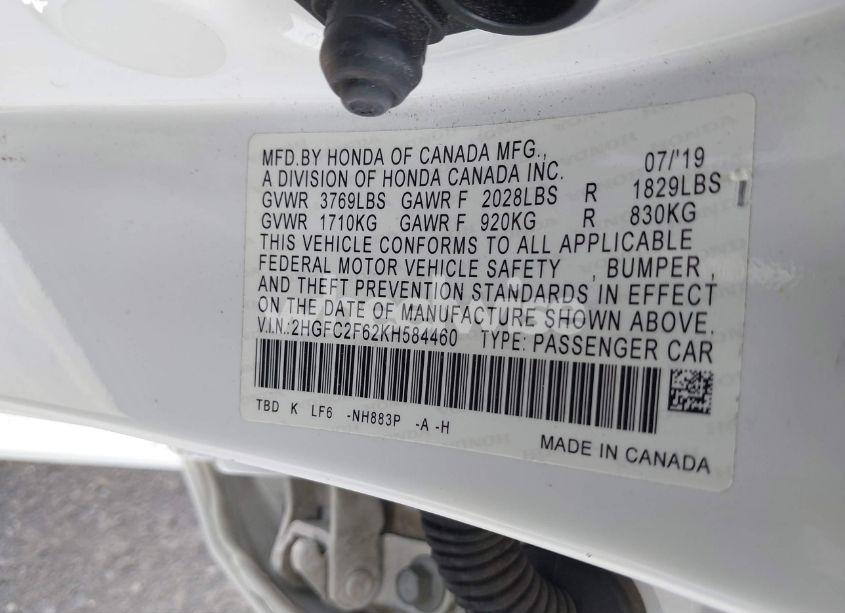 MFD.BY HONDA OF CANADA MFG., 07/'19
A DIVISION OF HONDA CANADA INC.
GVWR 3769LBS GAWR F 2028LBS R 1829LBS
GVWR 1710KG GAWR F 920KG R 830KG
THIS VEHICLE CONFORMS TO ALL APPLICABLE
FEDERAL MOTOR VEHICLE SAFETY , BUMPER ,
AND THEFT PREVENTION STANDARDS IN EFFECT
ON THE DATE OF MANUFACTURE SHOWN ABOVE.
V.I.N.:2HGFC2F62KH584460 TYPE: PASSENGER CAR
TBD K LF6 -NH883P -A -H
MADE IN CANADA